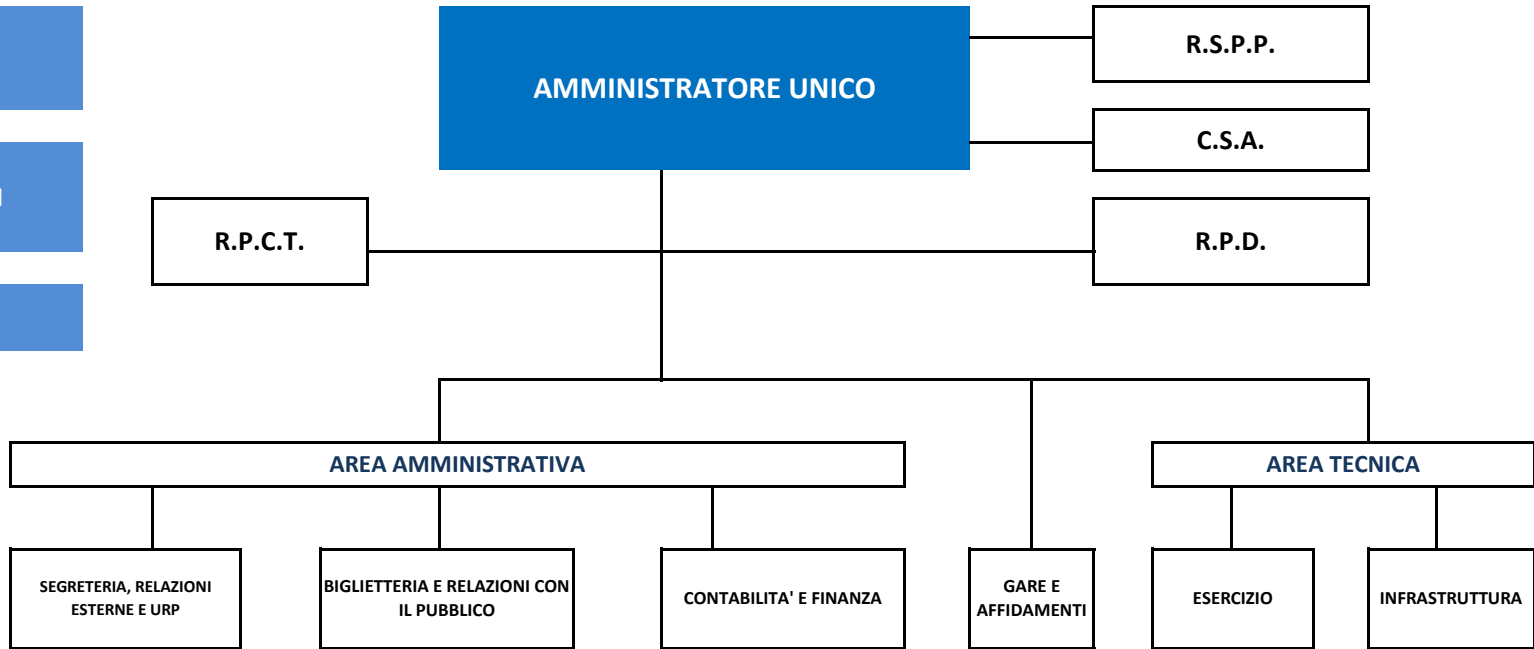 R.S.P.P.
AMMINISTRATORE UNICO
C.S.A.
R.P.C.T.
R.P.D.
AREA AMMINISTRATIVA
AREA TECNICA
SEGRETERIA, RELAZIONI
ESTERNE E URP
BIGLIETTERIA E RELAZIONI CON
IL PUBBLICO
CONTABILITA' E FINANZA
GARE E
AFFIDAMENTI
ESERCIZIO
INFRASTRUTTURA